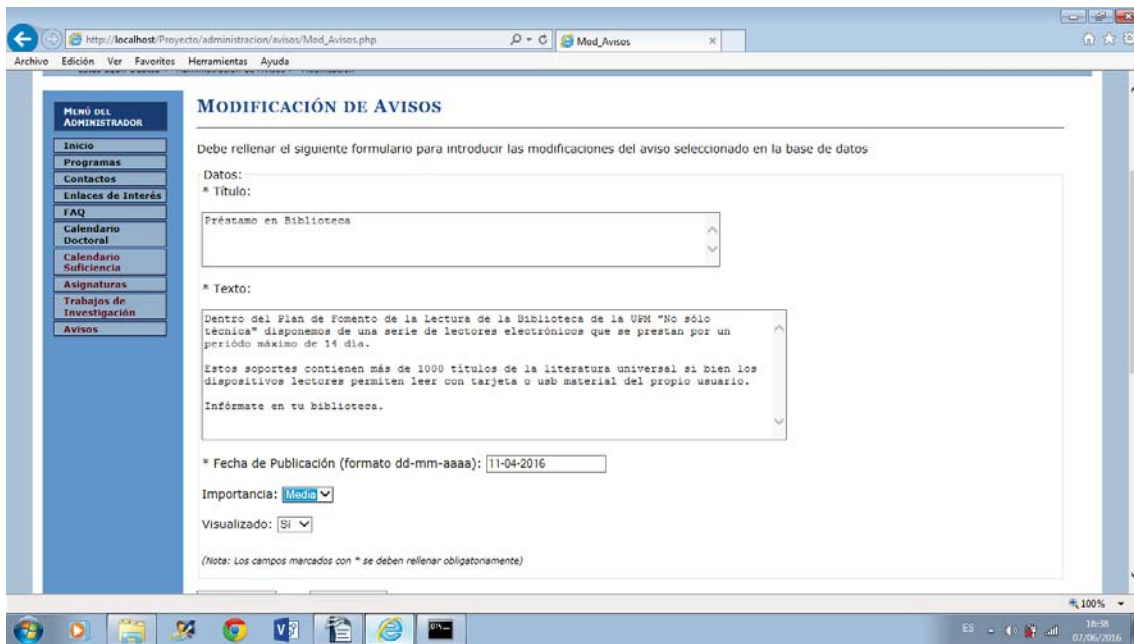 http://localhost/Proyecto/administracion/avisos/Mod_Avisos.php
Mod_Avisos
Archivo Edición Ver Favoritos Herramientas Ayuda
MODIFICACIÓN DE AVISOS
MENÚ DEL
ADMINISTRADOR
Inicio
Programas
Contactos
Enlaces de Interés
FAQ
Calendario
Doctoral
Calendario
Suficiencia
Asignaturas
Trabajos de
Investigación
Avisos
Debe rellenar el siguiente formulario para introducir las modificaciones del aviso seleccionado en la base de datos
Datos:
* Título:
Préstamo en Biblioteca
* Texto:
Dentro del Plan de Fomento de la Lectura de la Biblioteca de la UPM "No sólo
técnica" disponemos de una serie de lectores electrónicos que se prestan por un
periódo máximo de 14 dia.
Estos soportes contienen más de 1000 títulos de la literatura universal si bien los
dispositivos lectores permiten leer con tarjeta o usb material del propio usuario.
Infórmate en tu biblioteca.
* Fecha de Publicación (formato dd-mm-aaaa): 11-04-2016
Importancia: Media
Visualizado: Si
(Nota: Los campos marcados con * se deben rellenar obligatoriamente)
100%
ES
18:38
07/06/2016